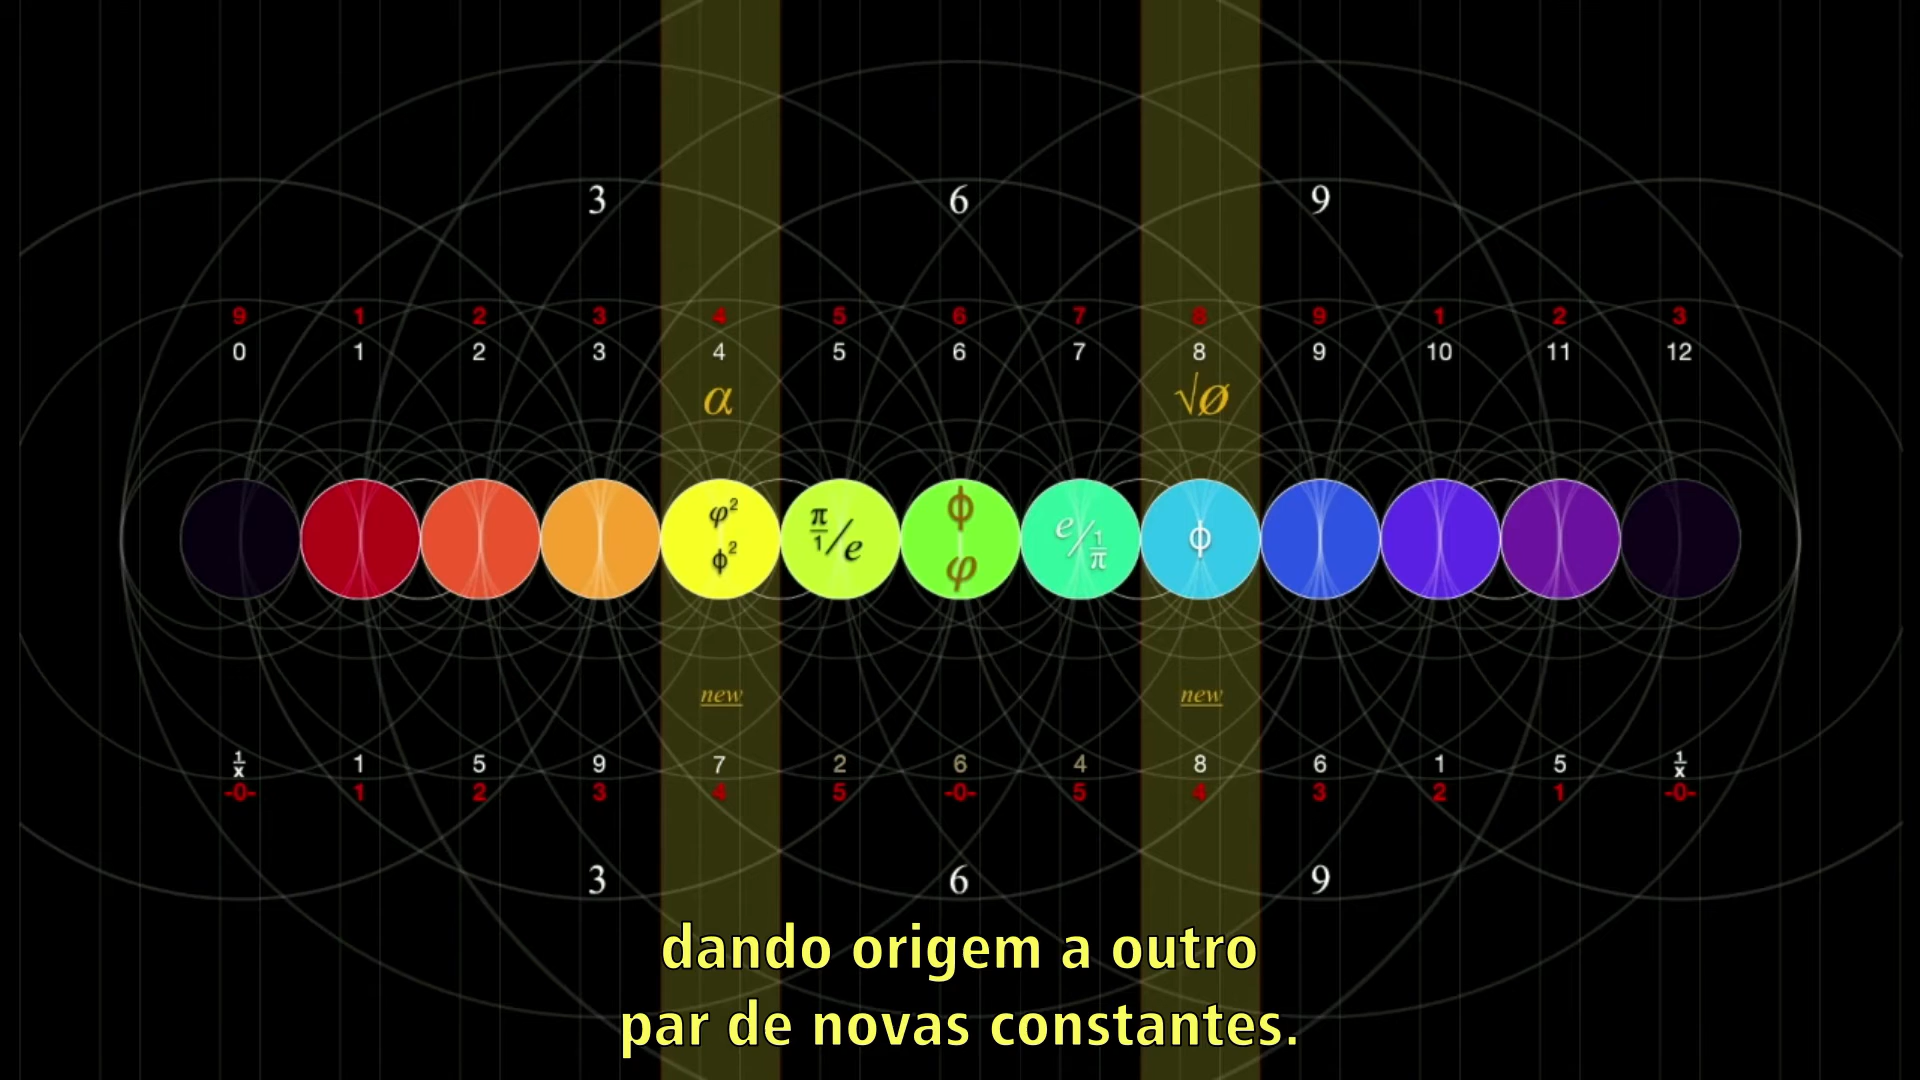 3 6 9
9 1 2 3 4 5 6 7 8 9 1 2 3
0 1 2 3 4 5 6 7 8 9 10 11 12
α √ø
φ² π/1/e ϕ e/1/π ϕ
ϕ² φ
new new
1/x 1 5 9 7 2 6 4 8 6 1 5 1/x
-0- 1 2 3 4 5 -0- 5 4 3 2 1 -0-
3 6 9
dando origem a outro
par de novas constantes.